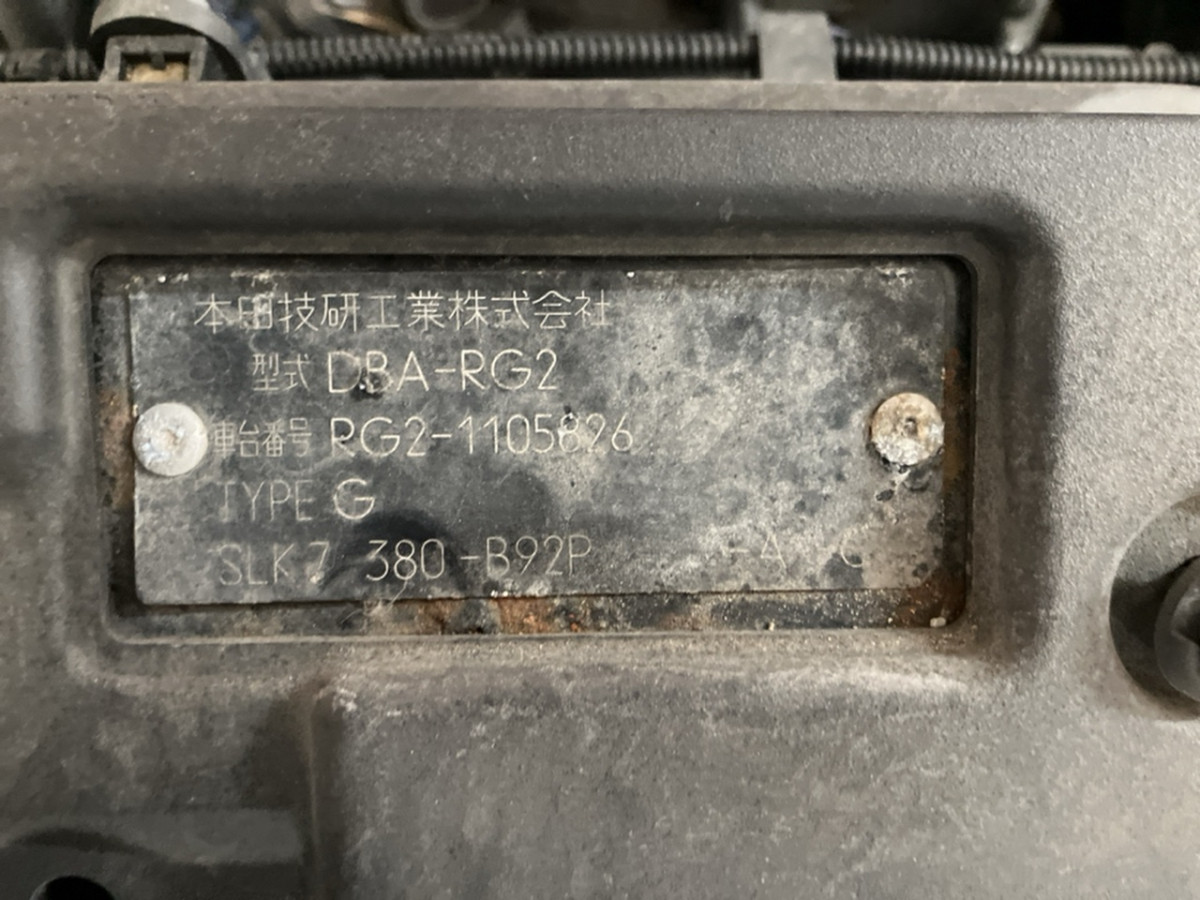 本田技研工業株式会社
型式 DBA-RG2
車台番号 RG2-1105826
TYPE G
SLK7 380-B92P -A -C